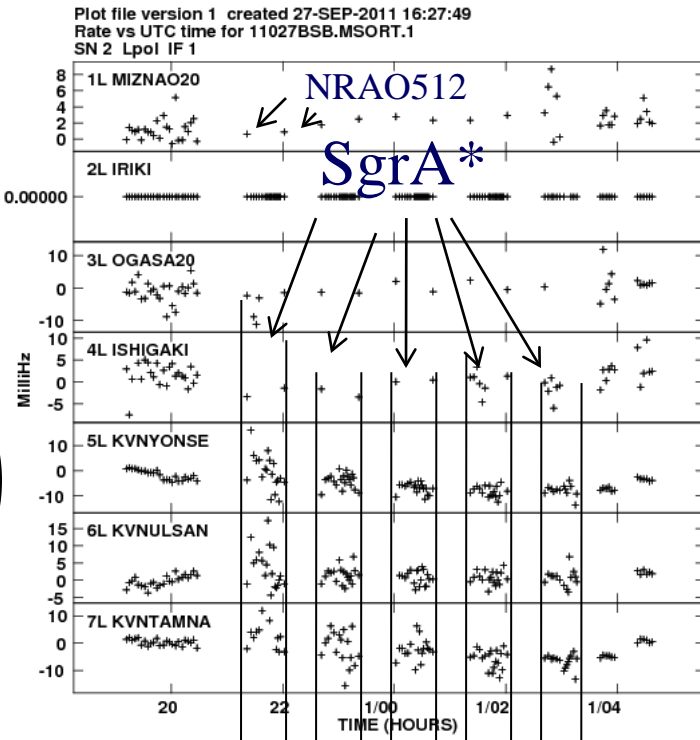 Plot file version 1 created 27-SEP-2011 16:27:49
Rate vs UTC time for 11027BSB.MSORT.1
SN 2 Lpol IF 1
8
6
4
2
0
1L MIZNAO20
NRAO512
SgrA*
0.00000
2L IRIKI
10
0
-10
3L OGASA20
10
5
0
-5
4L ISHIGAKI
MilliHz
10
0
-10
5L KVNYONSE
15
10
5
0
-5
6L KVNULSAN
10
0
-10
7L KVNTAMNA
20 22 1/00 1/02 1/04
TIME (HOURS)